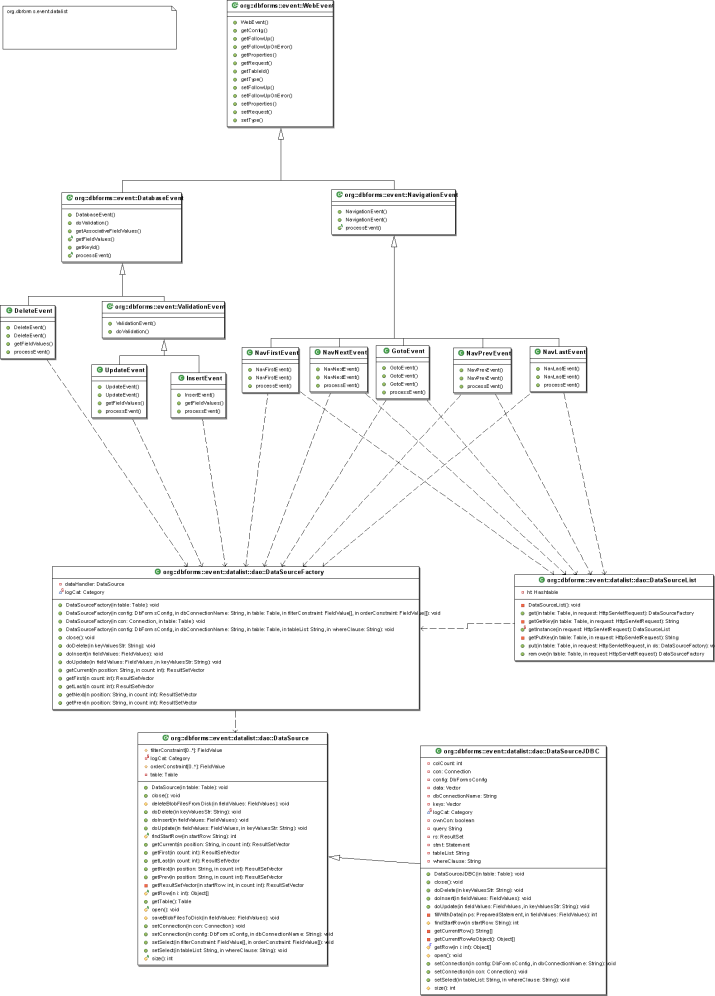 org.dbforms.event.datalist
org::dbforms::event::WebEvent
WebEvent()
getConfig()
getFollowUp()
getFollowUpOnError()
getProperties()
getRequest()
getTableId()
getType()
setFollowUp()
setFollowUpOnError()
setProperties()
setRequest()
setType()
org::dbforms::event::DatabaseEvent
DatabaseEvent()
doValidation()
getAssociativeFieldValues()
getFieldValues()
getKeyId()
processEvent()
org::dbforms::event::NavigationEvent
NavigationEvent()
NavigationEvent()
processEvent()
DeleteEvent
DeleteEvent()
DeleteEvent()
getFieldValues()
processEvent()
org::dbforms::event::ValidationEvent
ValidationEvent()
doValidation()
UpdateEvent
UpdateEvent()
UpdateEvent()
getFieldValues()
processEvent()
InsertEvent
InsertEvent()
getFieldValues()
processEvent()
NavFirstEvent
NavFirstEvent()
NavFirstEvent()
processEvent()
NavNextEvent
NavNextEvent()
NavNextEvent()
processEvent()
GotoEvent
GotoEvent()
GotoEvent()
GotoEvent()
processEvent()
NavPrevEvent
NavPrevEvent()
NavPrevEvent()
processEvent()
NavLastEvent
NavLastEvent()
NavLastEvent()
processEvent()
org::dbforms::event::datalist::dao::DataSourceFactory
dataHandler: DataSource
logCat: Category
DataSourceFactory(in table: Table): void
DataSourceFactory(in config: DbFormsConfig, in dbConnectionName: String, in table: Table, in filterConstraint: FieldValue[], in orderConstraint: FieldValue[]): void
DataSourceFactory(in con: Connection, in table: Table): void
DataSourceFactory(in config: DbFormsConfig, in dbConnectionName: String, in table: Table, in tableList: String, in whereClause: String): void
close(): void
doDelete(in keyValuesStr: String): void
doInsert(in fieldValues: FieldValues): void
doUpdate(in fieldValues: FieldValues, in keyValuesStr: String): void
getCurrent(in position: String, in count: int): ResultSetVector
getFirst(in count: int): ResultSetVector
getLast(in count: int): ResultSetVector
getNext(in position: String, in count: int): ResultSetVector
getPrev(in position: String, in count: int): ResultSetVector
org::dbforms::event::datalist::dao::DataSourceList
ht: Hashtable
DataSourceList(): void
get(in table: Table, in request: HttpServletRequest): DataSourceFactory
getGetKey(in table: Table, in request: HttpServletRequest): String
getInstance(in request: HttpServletRequest): DataSourceList
getPutKey(in table: Table, in request: HttpServletRequest): String
put(in table: Table, in request: HttpServletRequest, in ds: DataSourceFactory): void
remove(in table: Table, in request: HttpServletRequest): DataSourceFactory
org::dbforms::event::datalist::dao::DataSource
filterConstraint[0..*]: FieldValue
logCat: Category
orderConstraint[0..*]: FieldValue
table: Table
DataSource(in table: Table): void
close(): void
deleteBlobFilesFromDisk(in fieldValues: FieldValues): void
doDelete(in keyValuesStr: String): void
doInsert(in fieldValues: FieldValues): void
doUpdate(in fieldValues: FieldValues, in keyValuesStr: String): void
findStartRow(in startRow: String): int
getCurrent(in position: String, in count: int): ResultSetVector
getFirst(in count: int): ResultSetVector
getLast(in count: int): ResultSetVector
getNext(in position: String, in count: int): ResultSetVector
getPrev(in position: String, in count: int): ResultSetVector
getResultSetVector(in startRow: int, in count: int): ResultSetVector
getRow(in i: int): Object[]
getTable(): Table
open(): void
saveBlobFilesToDisk(in fieldValues: FieldValues): void
setConnection(in con: Connection): void
setConnection(in config: DbFormsConfig, in dbConnectionName: String): void
setSelect(in filterConstraint: FieldValue[], in orderConstraint: FieldValue[]): void
setSelect(in tableList: String, in whereClause: String): void
size(): int
org::dbforms::event::datalist::dao::DataSourceJDBC
colCount: int
con: Connection
config: DbFormsConfig
data: Vector
dbConnectionName: String
keys: Vector
logCat: Category
ownCon: boolean
query: String
rs: ResultSet
stmt: Statement
tableList: String
whereClause: String
DataSourceJDBC(in table: Table): void
close(): void
doDelete(in keyValuesStr: String): void
doInsert(in fieldValues: FieldValues): void
doUpdate(in fieldValues: FieldValues, in keyValuesStr: String): void
fillWithData(in ps: PreparedStatement, in fieldValues: FieldValues): int
findStartRow(in startRow: String): int
getCurrentRow(): String[]
getCurrentRowAsObject(): Object[]
getRow(in i: int): Object[]
open(): void
setConnection(in config: DbFormsConfig, in dbConnectionName: String): void
setConnection(in con: Connection): void
setSelect(in tableList: String, in whereClause: String): void
size(): int